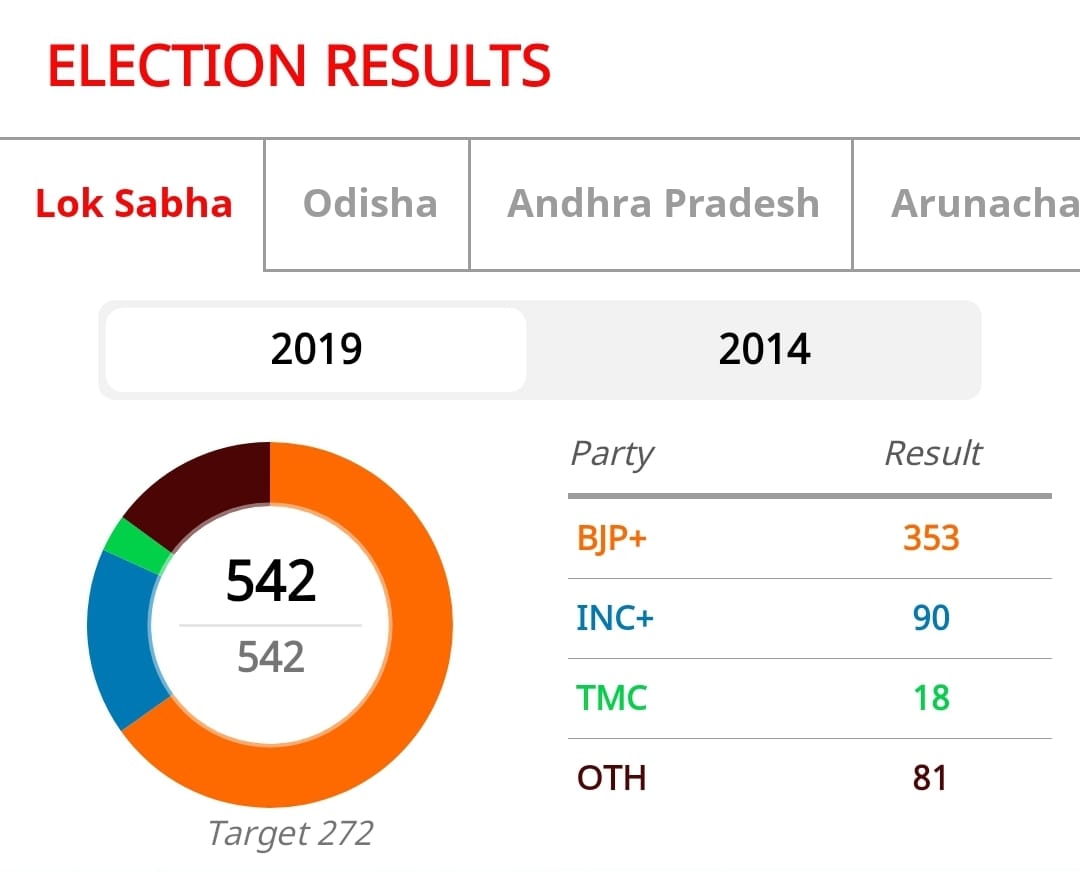 ELECTION RESULTS
Lok Sabha Odisha Andhra Pradesh Arunacha
2019 2014
Party Result
BJP+ 353
INC+ 90
TMC 18
OTH 81
542
542
Target 272